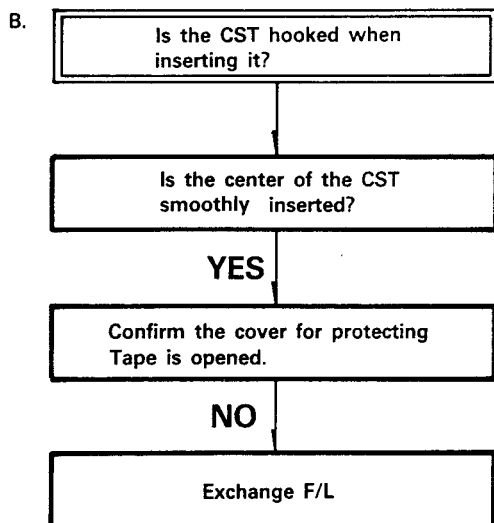 B.
Is the CST hooked when
inserting it?
Is the center of the CST
smoothly inserted?
YES
Confirm the cover for protecting
Tape is opened.
NO
Exchange F/L